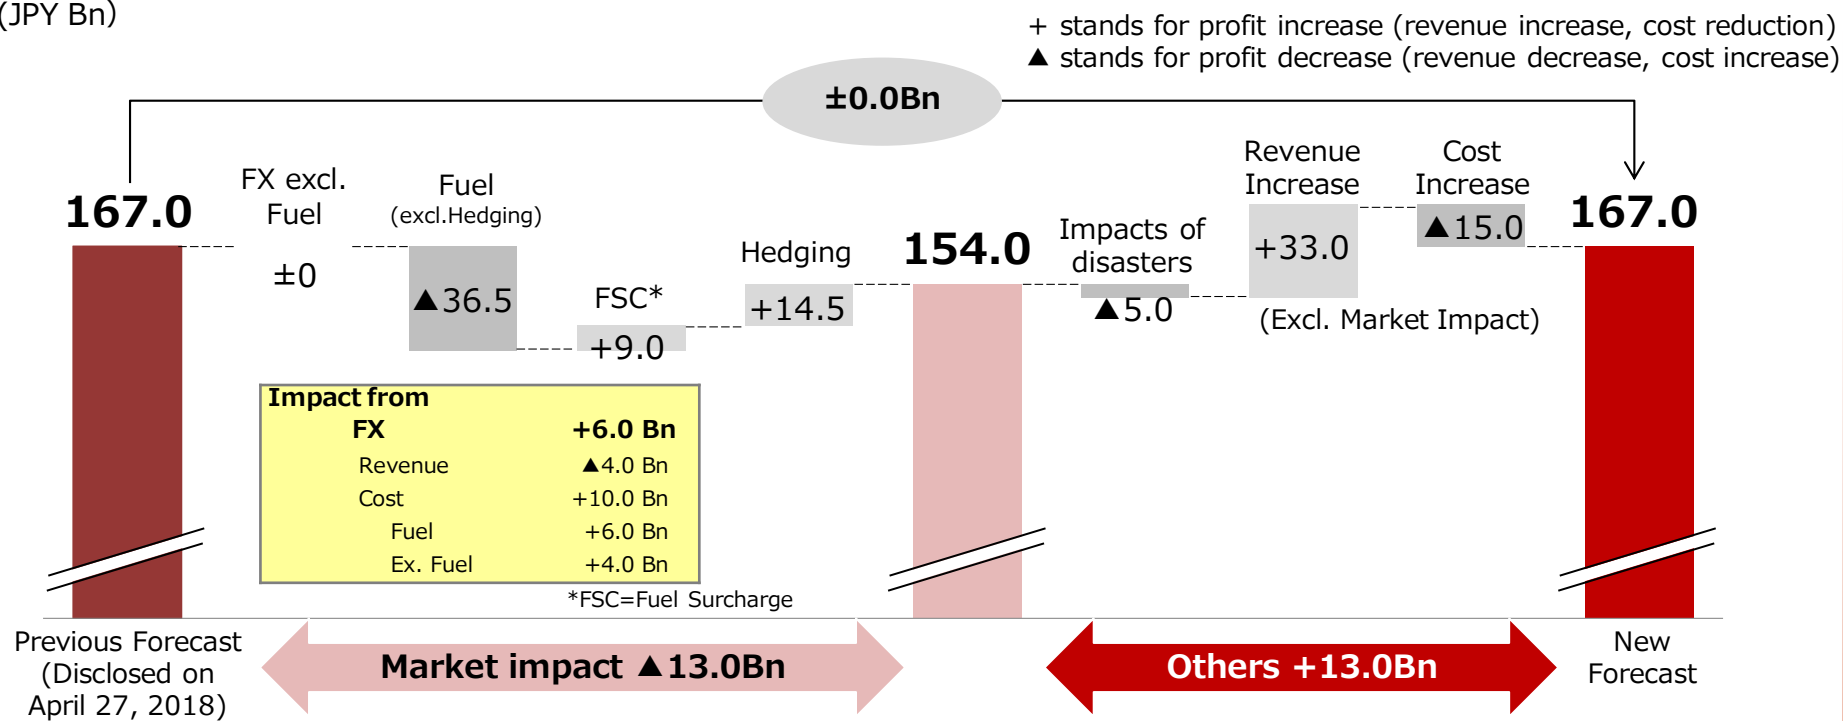 (JPY Bn)
+ stands for profit increase (revenue increase, cost reduction)
▲ stands for profit decrease (revenue decrease, cost increase)
±0.0Bn
167.0
FX excl.
Fuel
±0
Fuel
(excl.Hedging)
▲36.5
FSC*
+9.0
Hedging
+14.5
154.0
Impacts of
disasters
▲5.0
Revenue
Increase
+33.0
Cost
Increase
▲15.0
(Excl. Market Impact)
167.0
Impact from
FX +6.0 Bn
Revenue ▲4.0 Bn
Cost +10.0 Bn
Fuel +6.0 Bn
Ex. Fuel +4.0 Bn
*FSC=Fuel Surcharge
Previous Forecast
(Disclosed on
April 27, 2018)
Market impact ▲13.0Bn
Others +13.0Bn
New
Forecast